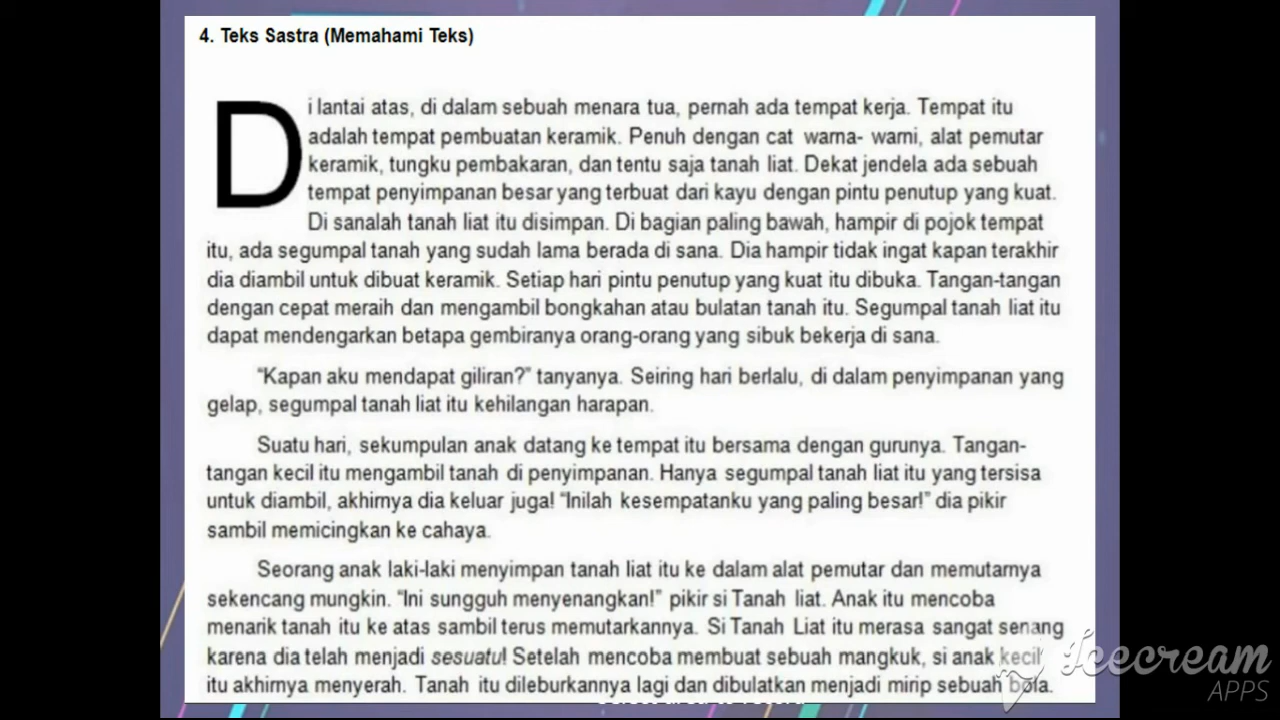 4. Teks Sastra (Memahami Teks)
Di lantai atas, di dalam sebuah menara tua, pernah ada tempat kerja. Tempat itu
adalah tempat pembuatan keramik. Penuh dengan cat warna- warni, alat pemutar
keramik, tungku pembakaran, dan tentu saja tanah liat. Dekat jendela ada sebuah
tempat penyimpanan besar yang terbuat dari kayu dengan pintu penutup yang kuat.
Di sanalah tanah liat itu disimpan. Di bagian paling bawah, hampir di pojok tempat
itu, ada segumpal tanah yang sudah lama berada di sana. Dia hampir tidak ingat kapan terakhir
dia diambil untuk dibuat keramik. Setiap hari pintu penutup yang kuat itu dibuka. Tangan-tangan
dengan cepat meraih dan mengambil bongkahan atau bulatan tanah itu. Segumpal tanah liat itu
dapat mendengarkan betapa gembiranya orang-orang yang sibuk bekerja di sana.
“Kapan aku mendapat giliran?” tanyanya. Seiring hari berlalu, di dalam penyimpanan yang
gelap, segumpal tanah liat itu kehilangan harapan.
Suatu hari, sekumpulan anak datang ke tempat itu bersama dengan gurunya. Tangan-
tangan kecil itu mengambil tanah di penyimpanan. Hanya segumpal tanah liat itu yang tersisa
untuk diambil, akhirnya dia keluar juga! “Inilah kesempatanku yang paling besar!” dia pikir
sambil memicingkan ke cahaya.
Seorang anak laki-laki menyimpan tanah liat itu ke dalam alat pemutar dan memutarnya
sekencang mungkin. “Ini sungguh menyenangkan!” pikir si Tanah liat. Anak itu mencoba
menarik tanah itu ke atas sambil terus memutarkannya. Si Tanah Liat itu merasa sangat senang
karena dia telah menjadi sesuatu! Setelah mencoba membuat sebuah mangkuk, si anak kecil
itu akhirnya menyerah. Tanah itu dileburkannya lagi dan dibulatkan menjadi mirip sebuah bola.
Icecream
APPS